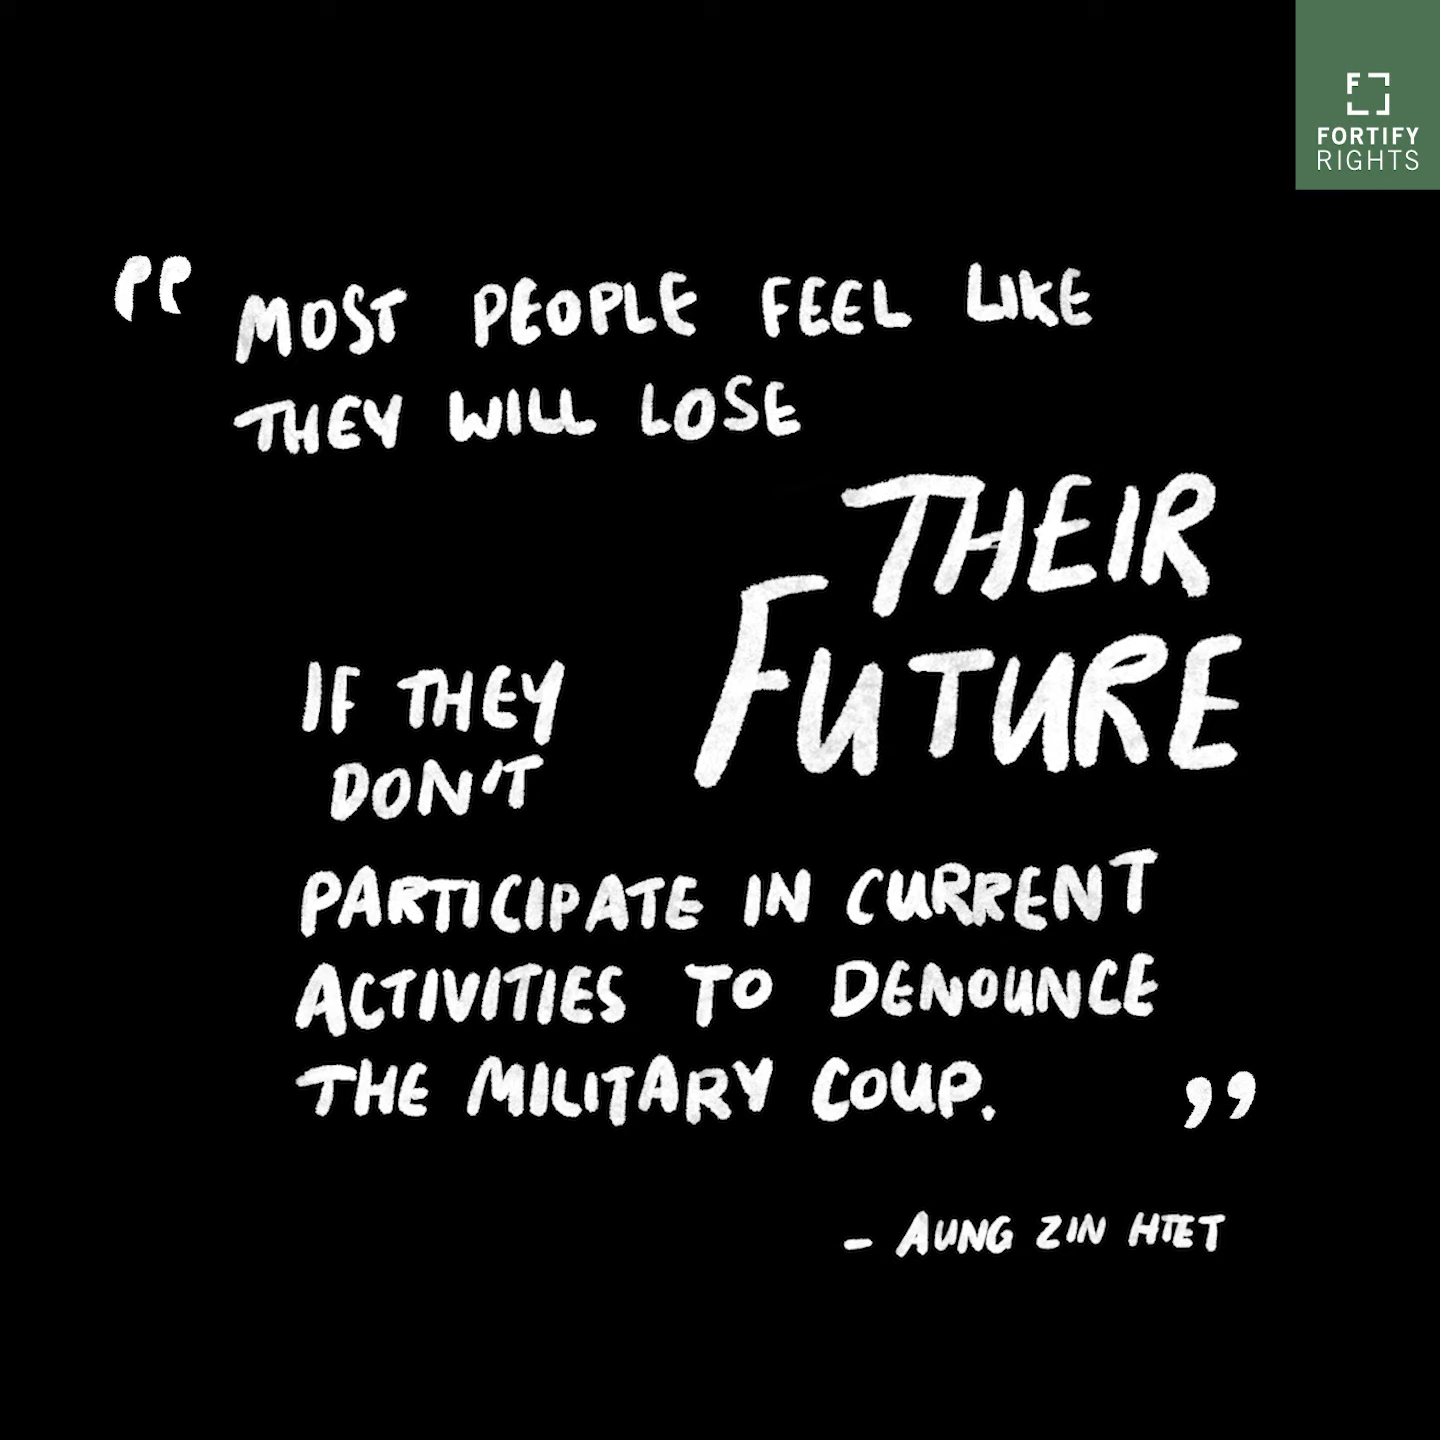 F
FORTIFY
RIGHTS
“MOST PEOPLE FEEL LIKE
THEY WILL LOSE
THEIR
FUTURE
IF THEY
DON'T
PARTICIPATE IN CURRENT
ACTIVITIES TO DENOUNCE
THE MILITARY COUP.”
- AUNG ZIN HTET